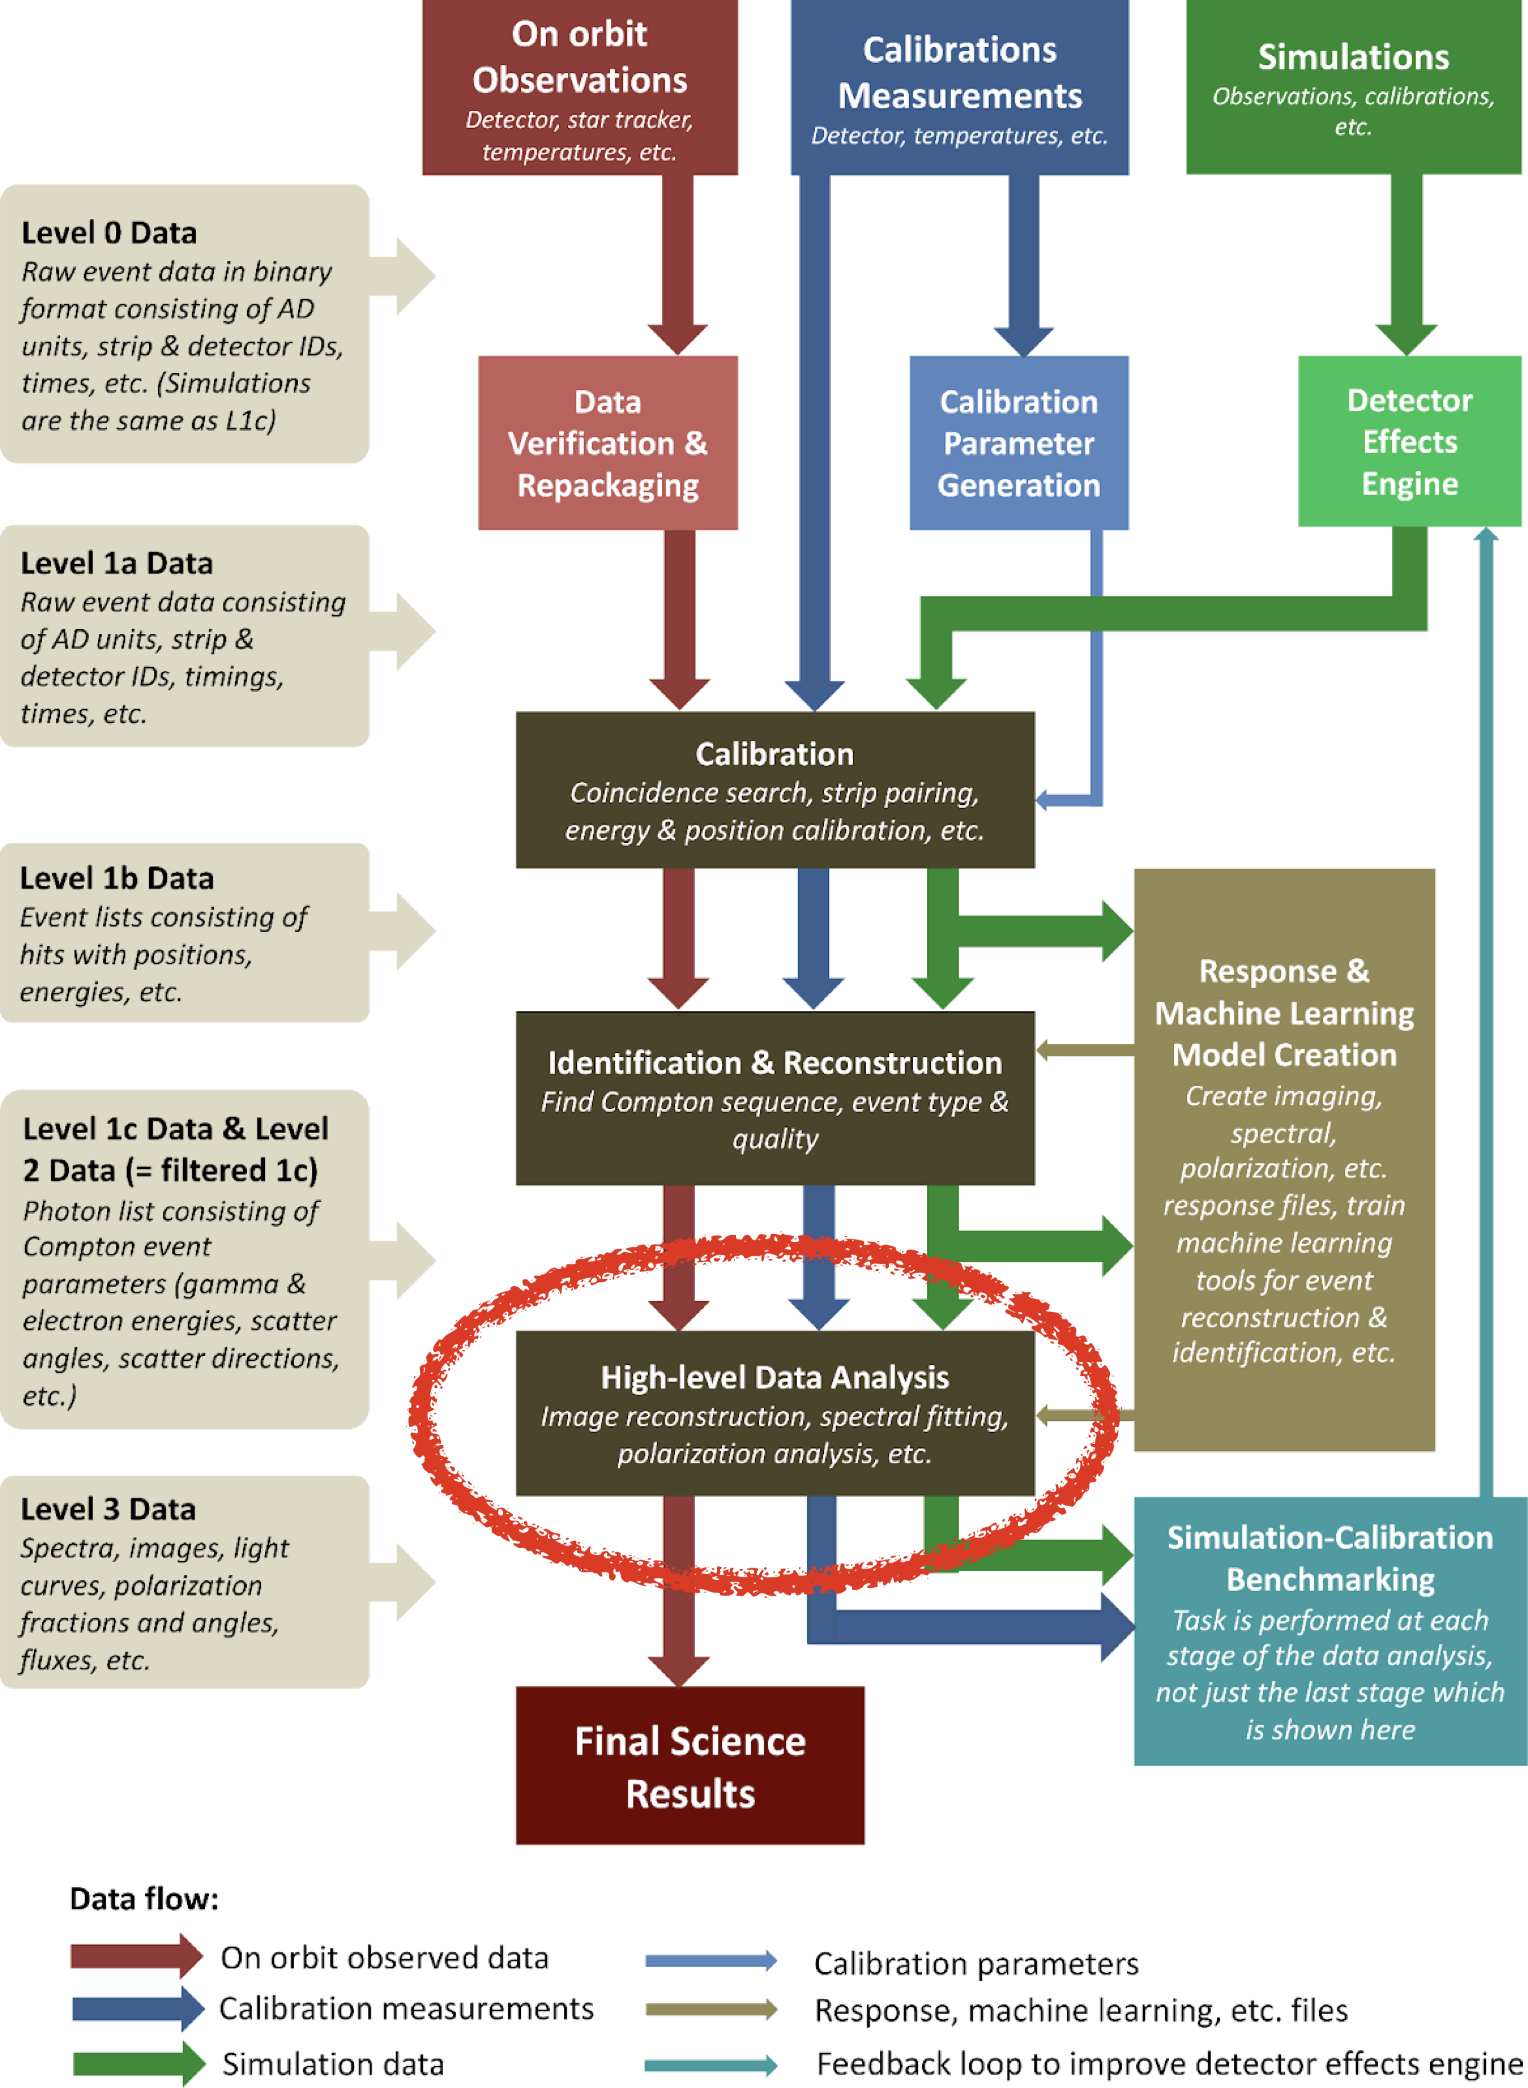 On orbit
Observations
Detector, star tracker,
temperatures, etc.
Calibrations
Measurements
Detector, temperatures, etc.
Simulations
Observations, calibrations,
etc.
Level 0 Data
Raw event data in binary
format consisting of AD
units, strip & detector IDs,
times, etc. (Simulations
are the same as L1c)
Data
Verification &
Repackaging
Calibration
Parameter
Generation
Detector
Effects
Engine
Level 1a Data
Raw event data consisting
of AD units, strip &
detector IDs, timings,
times, etc.
Calibration
Coincidence search, strip pairing,
energy & position calibration, etc.
Level 1b Data
Event lists consisting of
hits with positions,
energies, etc.
Response &
Machine Learning
Model Creation
Create imaging,
spectral,
polarization, etc.
response files, train
machine learning
tools for event
reconstruction &
identification, etc.
Identification & Reconstruction
Find Compton sequence, event type &
quality
Level 1c Data & Level
2 Data (= filtered 1c)
Photon list consisting of
Compton event
parameters (gamma &
electron energies, scatter
angles, scatter directions,
etc.)
High-level Data Analysis
Image reconstruction, spectral fitting,
polarization analysis, etc.
Level 3 Data
Spectra, images, light
curves, polarization
fractions and angles,
fluxes, etc.
Simulation-Calibration
Benchmarking
Task is performed at each
stage of the data analysis,
not just the last stage which
is shown here
Final Science
Results
Data flow:
On orbit observed data
Calibration measurements
Simulation data
Calibration parameters
Response, machine learning, etc. files
Feedback loop to improve detector effects engine